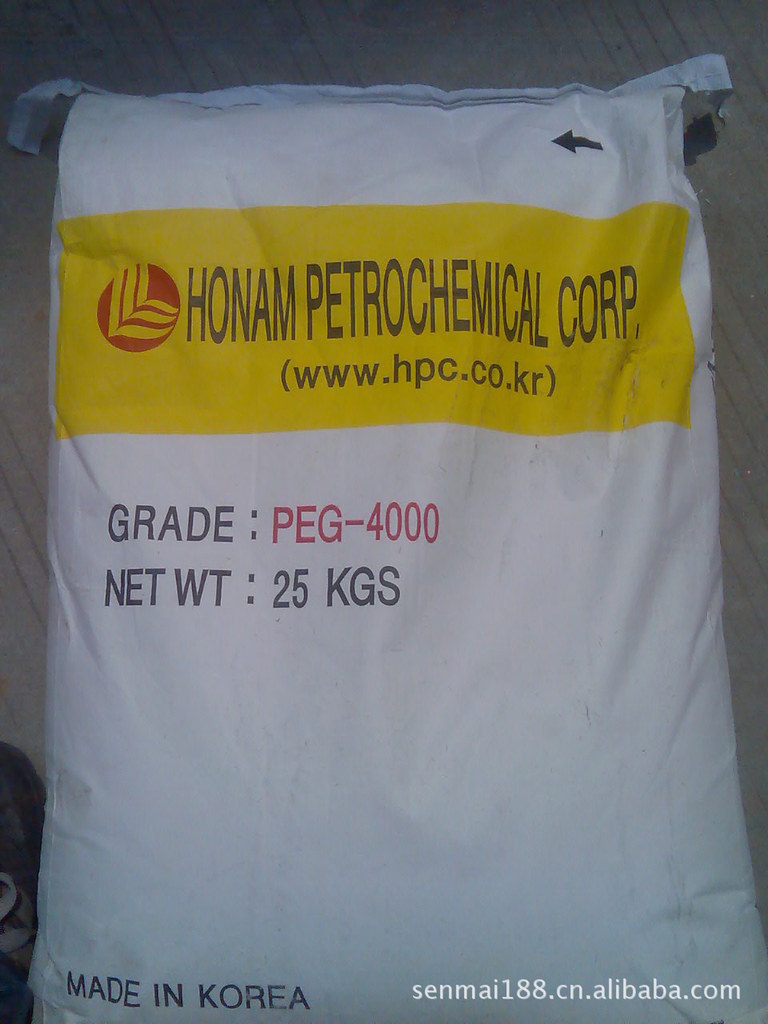 HONAM PETROCHEMICAL CORP.
(www.hpc.co.kr)
GRADE : PEG-4000
NET WT : 25 KGS
MADE IN KOREA
senmai188.cn.alibaba.com